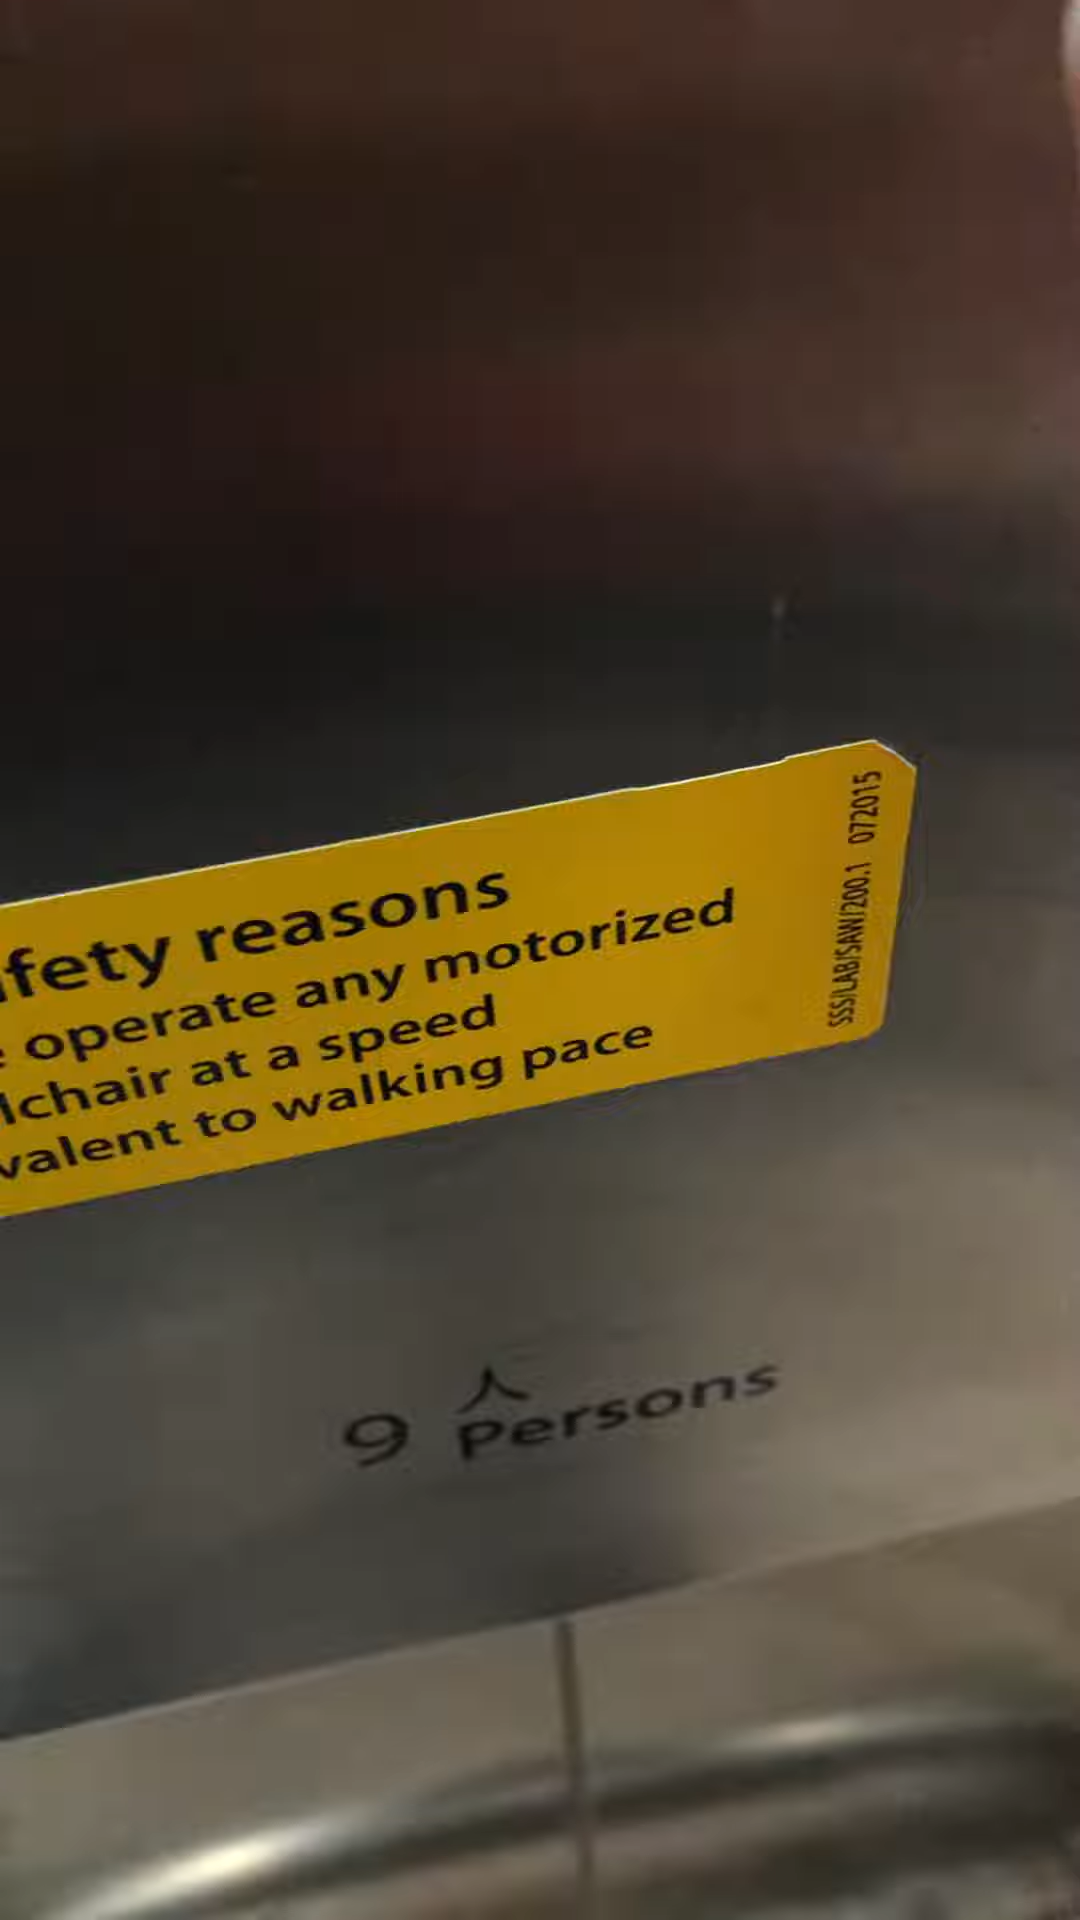 fety reasons
operate any motorized
lchair at a speed
valent to walking pace
SSS/LAB/SAW/200.1 072015
人
9 Persons